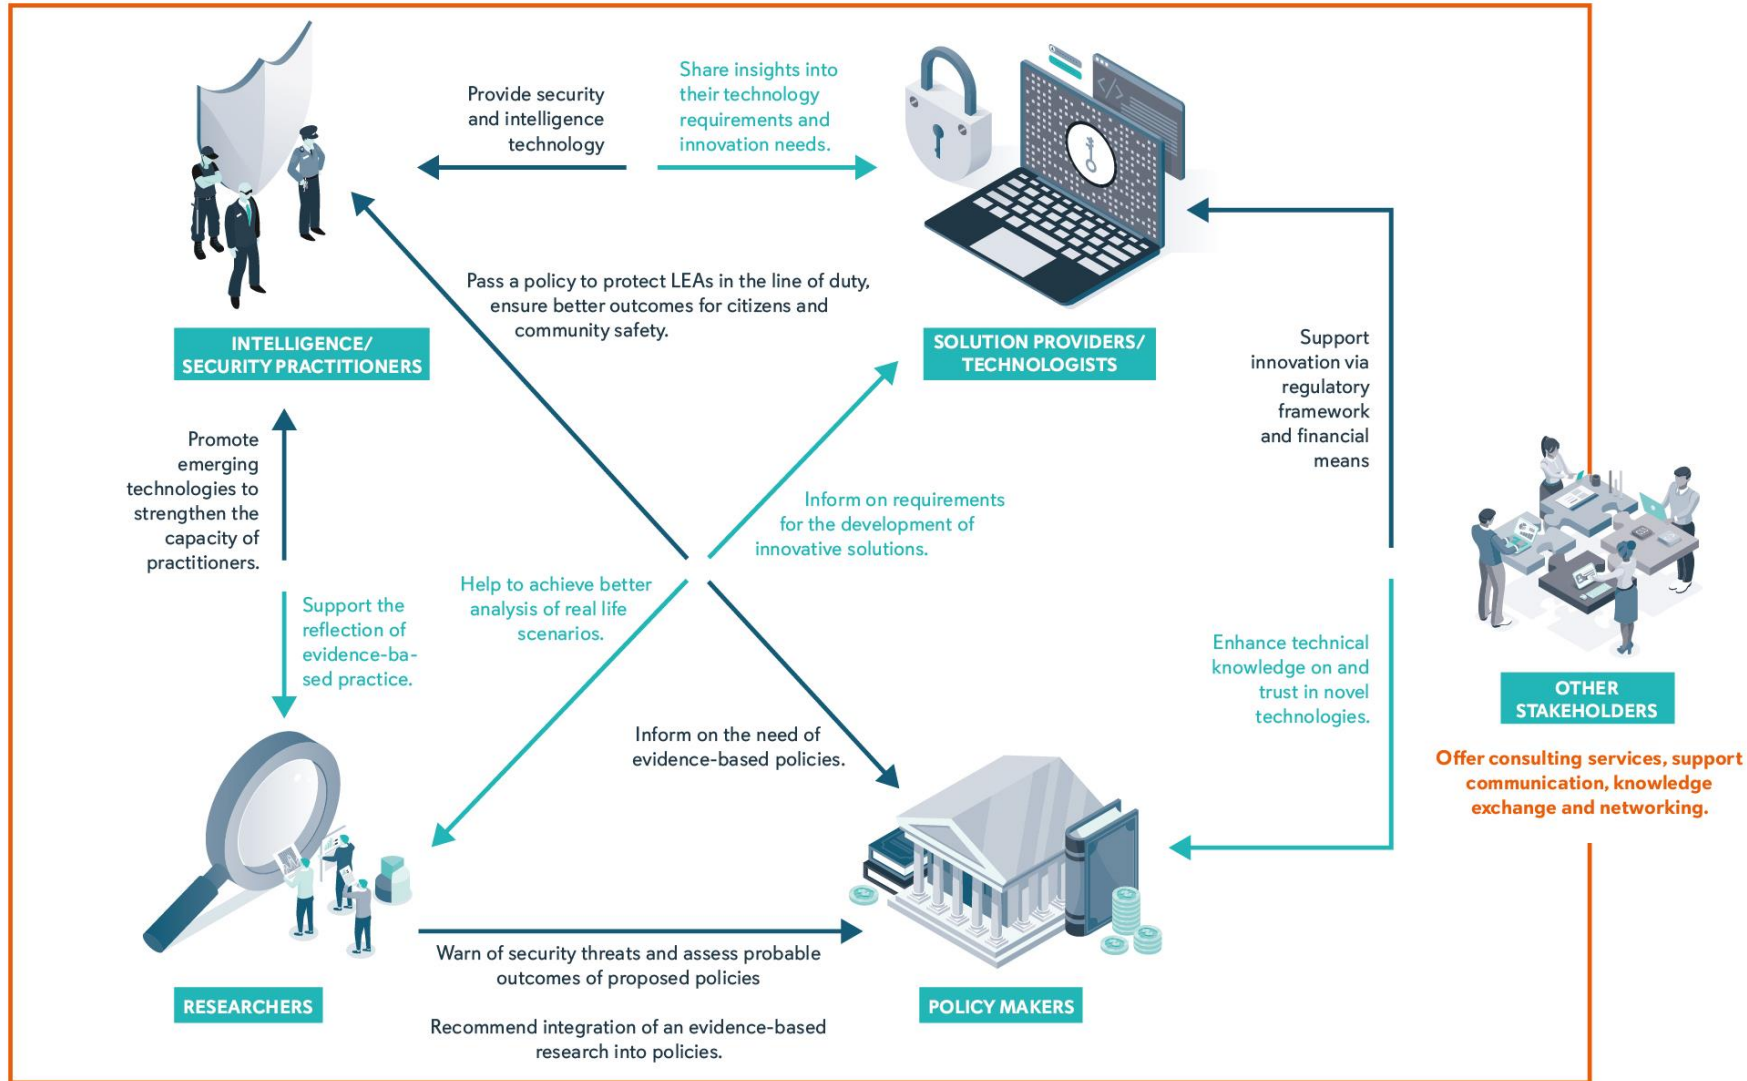 Provide security
and intelligence
technology
Share insights into
their technology
requirements and
innovation needs.
Pass a policy to protect LEAs in the line of duty,
ensure better outcomes for citizens and
community safety.
INTELLIGENCE/
SECURITY PRACTITIONERS
SOLUTION PROVIDERS/
TECHNOLOGISTS
Support
innovation via
regulatory
framework
and financial
means
Promote
emerging
technologies to
strengthen the
capacity of
practitioners.
Inform on requirements
for the development of
innovative solutions.
Help to achieve better
analysis of real life
scenarios.
Support the
reflection of
evidence-ba-
sed practice.
Enhance technical
knowledge on and
trust in novel
technologies.
OTHER
STAKEHOLDERS
Offer consulting services, support
communication, knowledge
exchange and networking.
Inform on the need of
evidence-based policies.
Warn of security threats and assess probable
outcomes of proposed policies
Recommend integration of an evidence-based
research into policies.
RESEARCHERS
POLICY MAKERS